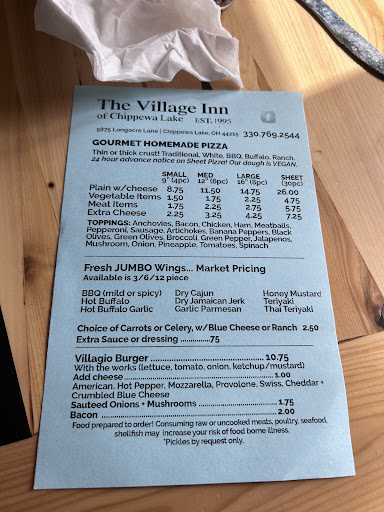 The Village Inn
of Chippewa Lake EST. 1995
5875 Longacre Lane | Chippewa Lake, OH 44215 330.769.2544
GOURMET HOMEMADE PIZZA
Thin or thick crust! Traditional, White, BBQ, Buffalo, Ranch.
24 hour advance notice on Sheet Pizza! Our dough is VEGAN.
SMALL MED LARGE SHEET
9" (4pc) 12" (6pc) 16" (8pc) (30pc)
Plain w/cheese 8.75 11.50 14.75 26.00
Vegetable Items 1.50 1.75 2.25 4.75
Meat Items 1.75 2.25 2.75 5.75
Extra Cheese 2.25 3.25 4.25 7.25
TOPPINGS: Anchovies, Bacon, Chicken, Ham, Meatballs,
Pepperoni, Sausage, Artichokes, Banana Peppers, Black
Olives, Green Olives, Broccoli, Green Pepper, Jalapenos,
Mushroom, Onion, Pineapple, Tomatoes, Spinach
Fresh JUMBO Wings... Market Pricing
Available in 3/6/12 piece
BBQ (mild or spicy) Dry Cajun Honey Mustard
Hot Buffalo Dry Jamaican Jerk Teriyaki
Hot Buffalo Garlic Garlic Parmesan Thai Teriyaki
Choice of Carrots or Celery, w/Blue Cheese or Ranch 2.50
Extra Sauce or dressing ............75
Villagio Burger ........................ 10.75
With the works (lettuce, tomato, onion, ketchup/mustard)
Add cheese ........................ 1.00
American, Hot Pepper, Mozzarella, Provolone, Swiss, Cheddar +
Crumbled Blue Cheese
Sauteed Onions + Mushrooms ................ 1.75
Bacon ........................ 2.00
Food prepared to order! Consuming raw or uncooked meats, poultry, seafood,
shellfish may increase your risk of food borne illness.
*Pickles by request only.